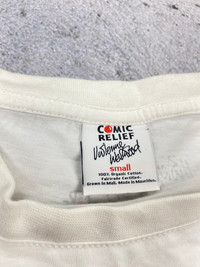 COMIC
RELIEF
Vivienne
Westwood
small
100% Organic Cotton.
Fairtrade Certified.
Grown in Mali. Made in Mauritius.